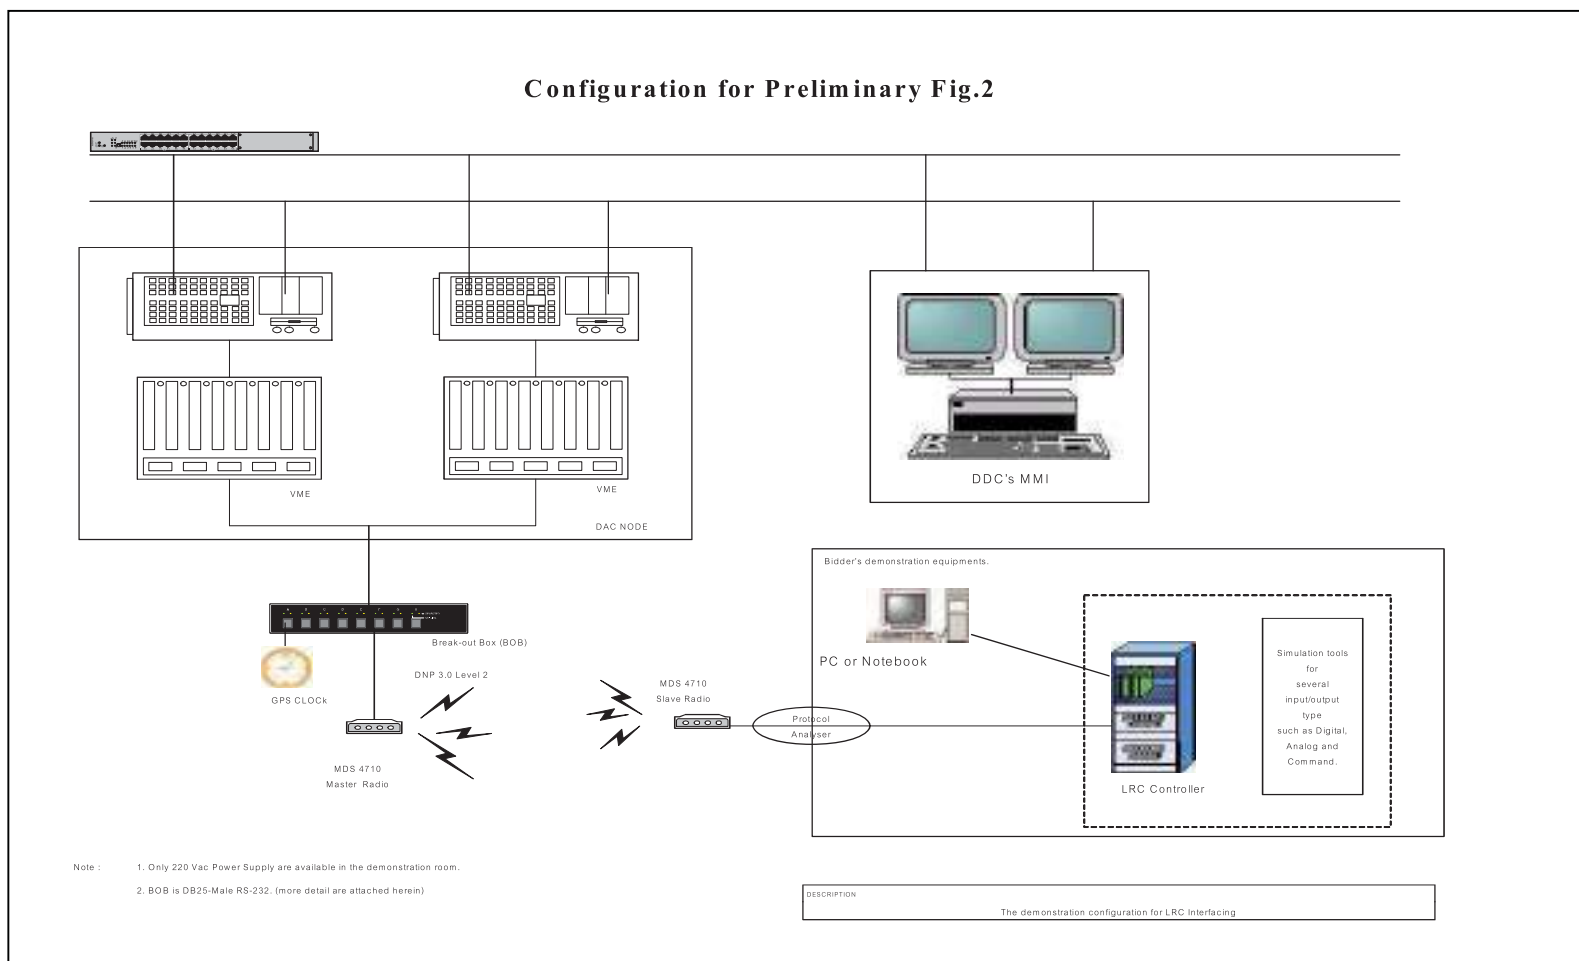 Configuration for Preliminary Fig.2
VME
VME
DAC NODE
DDC's MMI
Break-out Box (BOB)
GPS CLOCk
DNP 3.0 Level 2
MDS 4710
Master Radio
MDS 4710
Slave Radio
Protocol
Analyser
Bidder's demonstration equipments.
PC or Notebook
LRC Controller
Simulation tools
for
several
input/output
type
such as Digital,
Analog and
Command.
Note : 1. Only 220 Vac Power Supply are available in the demonstration room.
2. BOB is DB25-Male RS-232. (more detail are attached herein)
DESCRIPTION
The demonstration configuration for LRC Interfacing